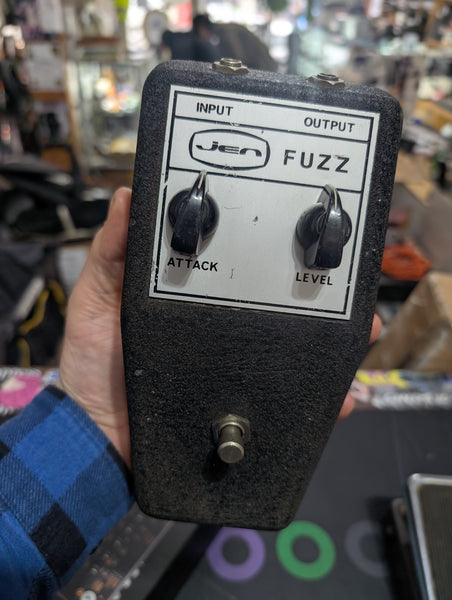 INPUT
OUTPUT
Jen FUZZ
ATTACK
LEVEL